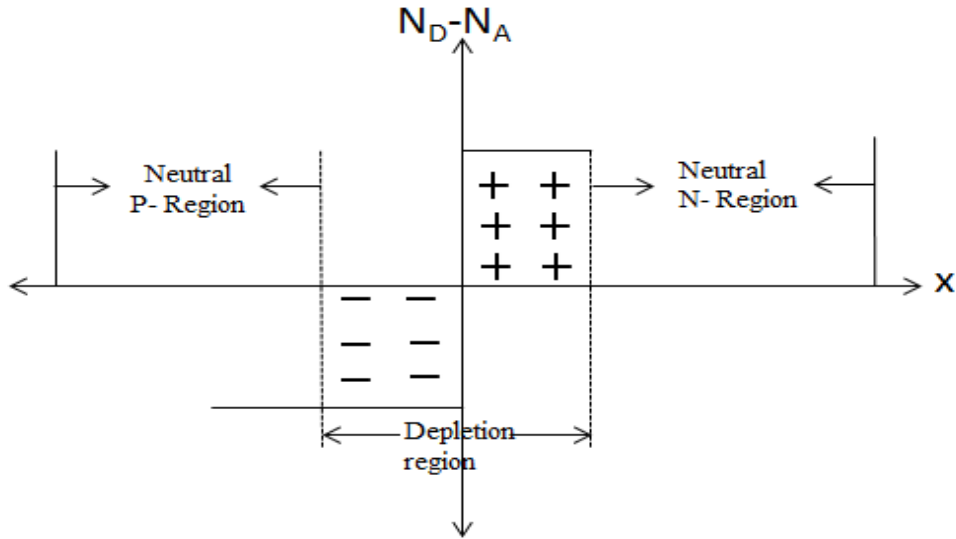 N_D-N_A
Neutral
P- Region
Neutral
N- Region
+ +
+ +
+ +
x
− −
− −
− −
Depletion
region